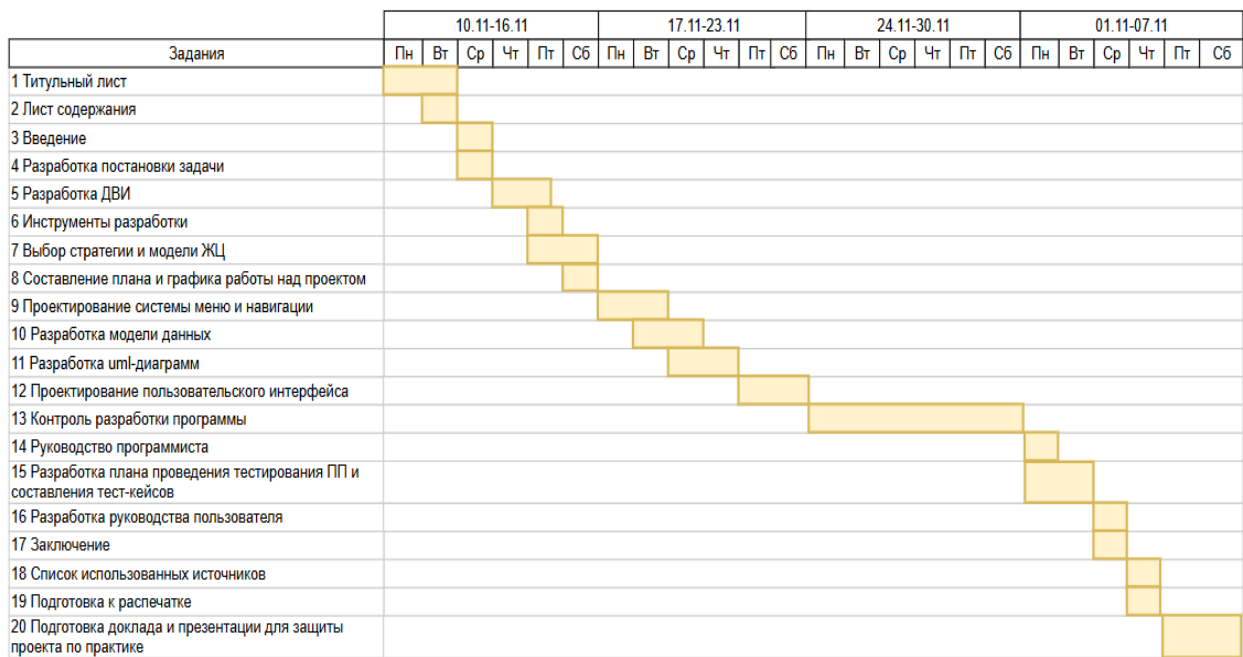 10.11-16.11 17.11-23.11 24.11-30.11 01.11-07.11
Задания Пн Вт Ср Чт Пт Сб Пн Вт Ср Чт Пт Сб Пн Вт Ср Чт Пт Сб Пн Вт Ср Чт Пт Сб
1 Титульный лист
2 Лист содержания
3 Введение
4 Разработка постановки задачи
5 Разработка ДВИ
6 Инструменты разработки
7 Выбор стратегии и модели ЖЦ
8 Составление плана и графика работы над проектом
9 Проектирование системы меню и навигации
10 Разработка модели данных
11 Разработка uml-диаграмм
12 Проектирование пользовательского интерфейса
13 Контроль разработки программы
14 Руководство программиста
15 Разработка плана проведения тестирования ПП и
составления тест-кейсов
16 Разработка руководства пользователя
17 Заключение
18 Список использованных источников
19 Подготовка к распечатке
20 Подготовка доклада и презентации для защиты
проекта по практике